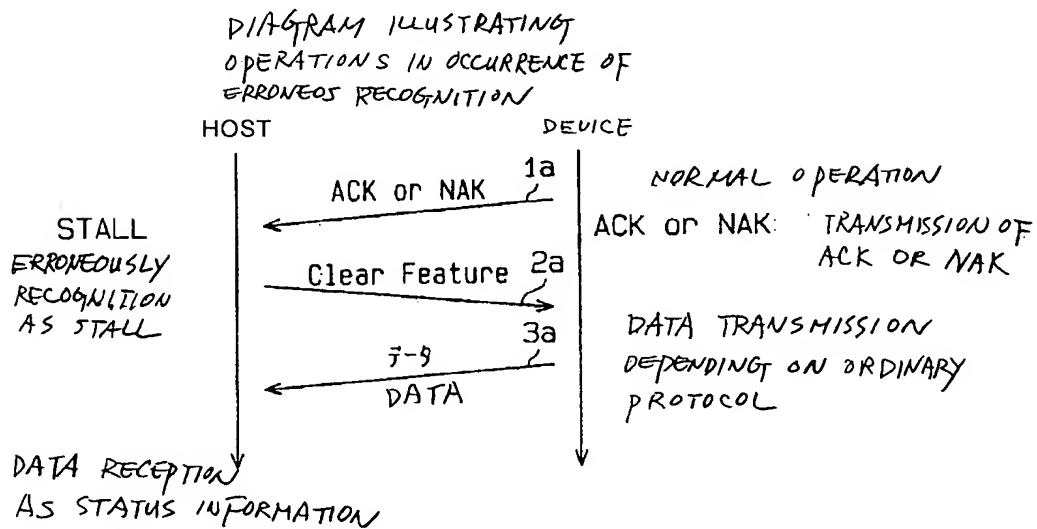 DIAGRAM ILLUSTRATING
OPERATIONS IN OCCURRENCE OF
ERRONEOS RECOGNITION
HOST
DEVICE
1a
ACK or NAK
NORMAL OPERATION
STALL
ACK or NAK: TRANSMISSION OF
ACK OR NAK
ERRONEOUSLY
RECOGNITION
AS STALL
Clear Feature
2a
3a
データ
DATA
DATA TRANSMISSION
DEPENDING ON ORDINARY
PROTOCOL
DATA RECEPTION
AS STATUS INFORMATION